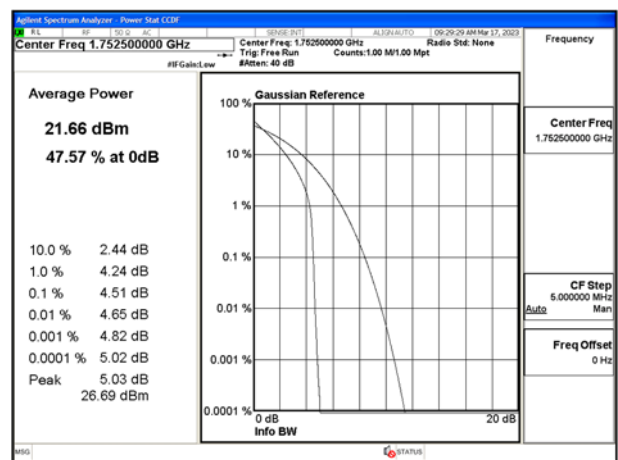 Agilent Spectrum Analyzer - Power Stat CCDF
RL RF 50 Ω AC SENSE:INT ALIGNAUTO 09:29:29 AM Mar 17, 2023
Center Freq 1.752500000 GHz
Center Freq: 1.752500000 GHz Radio Std: None
Trig: Free Run Counts:1.00 M/1.00 Mpt
#IFGain:Low #Atten: 40 dB
Frequency
Average Power
21.66 dBm
47.57 % at 0dB
10.0 % 2.44 dB
1.0 % 4.24 dB
0.1 % 4.51 dB
0.01 % 4.65 dB
0.001 % 4.82 dB
0.0001 % 5.02 dB
Peak 5.03 dB
26.69 dBm
Gaussian Reference
100 %
10 %
1 %
0.1 %
0.01 %
0.001 %
0.0001 %
0 dB 20 dB
Info BW
Center Freq
1.752500000 GHz
CF Step
5.000000 MHz
Auto Man
Freq Offset
0 Hz
MSG STATUS